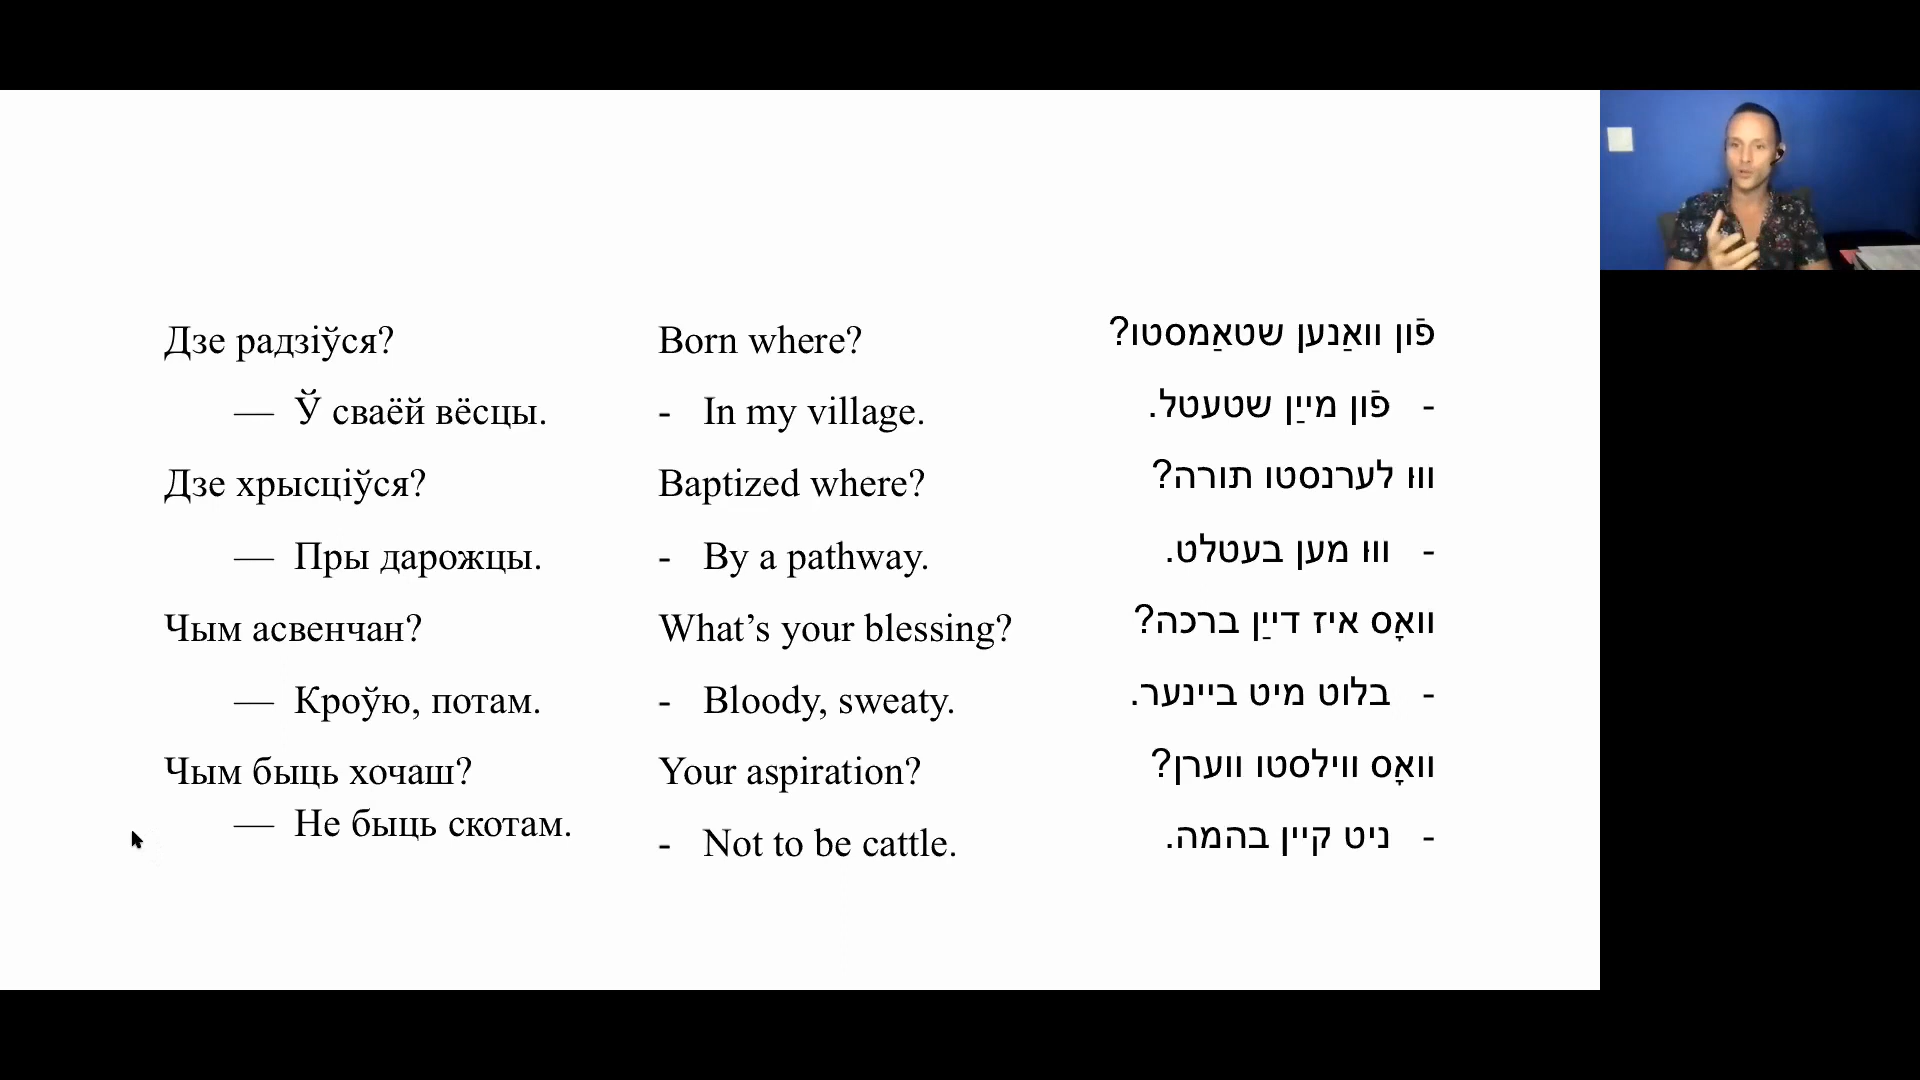 Дзе радзіўся?
— Ў сваёй вёсцы.
Дзе хрысціўся?
— Пры дарожцы.
Чым асвенчан?
— Кроўю, потам.
Чым быць хочаш?
— Не быць скотам.
Born where?
- In my village.
Baptized where?
- By a pathway.
What’s your blessing?
- Bloody, sweaty.
Your aspiration?
- Not to be cattle.
פֿון וואַנען שטאַמסטו?
- פֿון מייַן שטעטל.
וווּ לערנסטו תורה?
- וווּ מען בעטלט.
וואָס איז דייַן ברכה?
- בלוט מיט ביינער.
וואָס ווילסטו ווערן?
- ניט קיין בהמה.